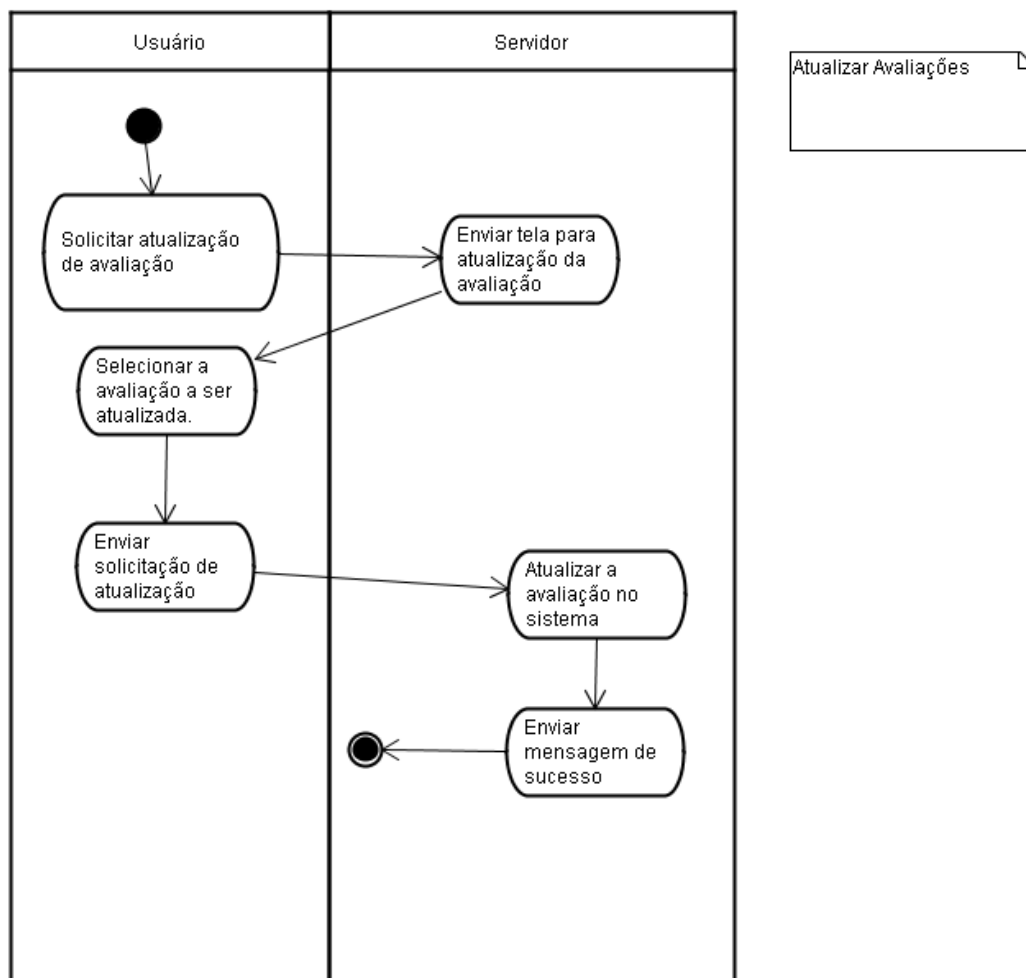 Usuário
Servidor
Atualizar Avaliações
Solicitar atualização
de avaliação
Enviar tela para
atualização da
avaliação
Selecionar a
avaliação a ser
atualizada.
Enviar
solicitação de
atualização
Atualizar a
avaliação no
sistema
Enviar
mensagem de
sucesso